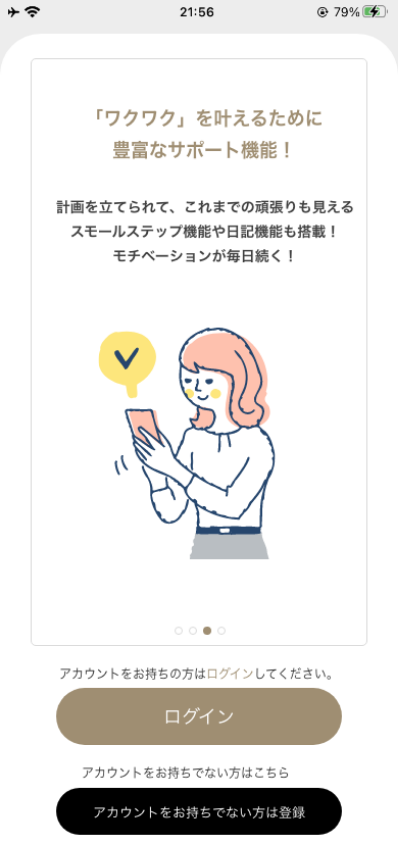 21:56
79%
「ワクワク」を叶えるために
豊富なサポート機能！
計画を立てられて、これまでの頑張りも見える
スモールステップ機能や日記機能も搭載！
モチベーションが毎日続く！
アカウントをお持ちの方はログインしてください。
ログイン
アカウントをお持ちでない方はこちら
アカウントをお持ちでない方は登録